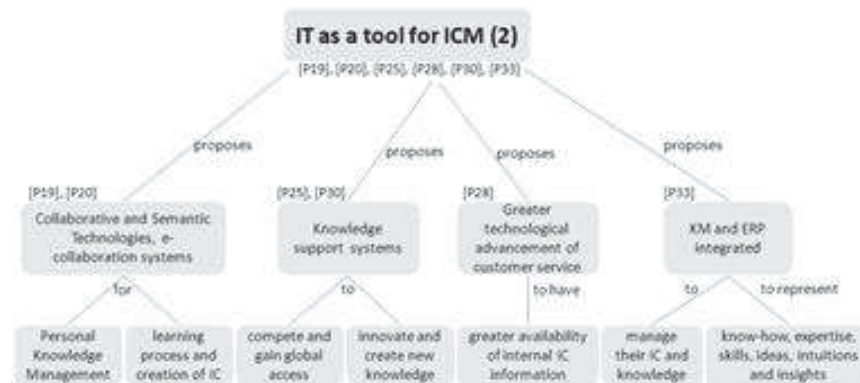 IT as a tool for ICM (2)
[P19], [P20], [P25], [P28], [P30], [P33]
proposes
proposes
proposes
proposes
[P19], [P20]
[P25], [P30]
[P28]
[P33]
Collaborative and Semantic
Technologies, e-
collaboration systems
Knowledge
support systems
Greater
technological
advancement of
customer service
KM and ERP
integrated
for
to
to have
to
to represent
Personal
Knowledge
Management
learning
process and
creation of IC
compete and
gain global
access
innovate and
create new
knowledge
greater availability
of internal IC
information
manage
their IC and
knowledge
know-how, expertise,
skills, ideas, intuitions
and insights